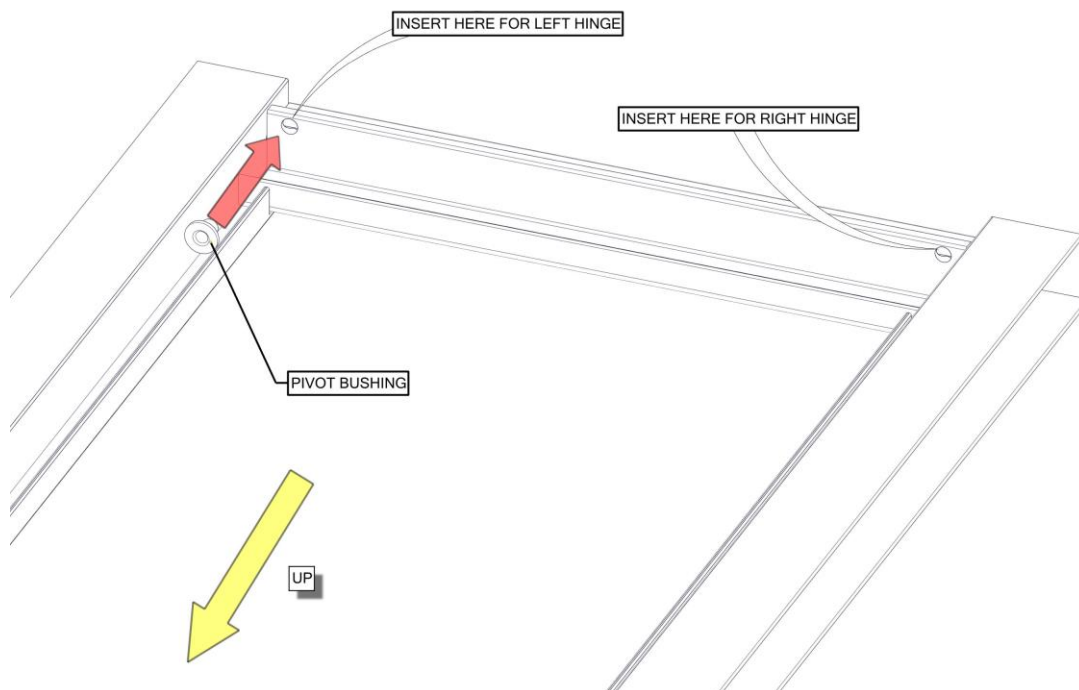 INSERT HERE FOR LEFT HINGE
INSERT HERE FOR RIGHT HINGE
PIVOT BUSHING
UP